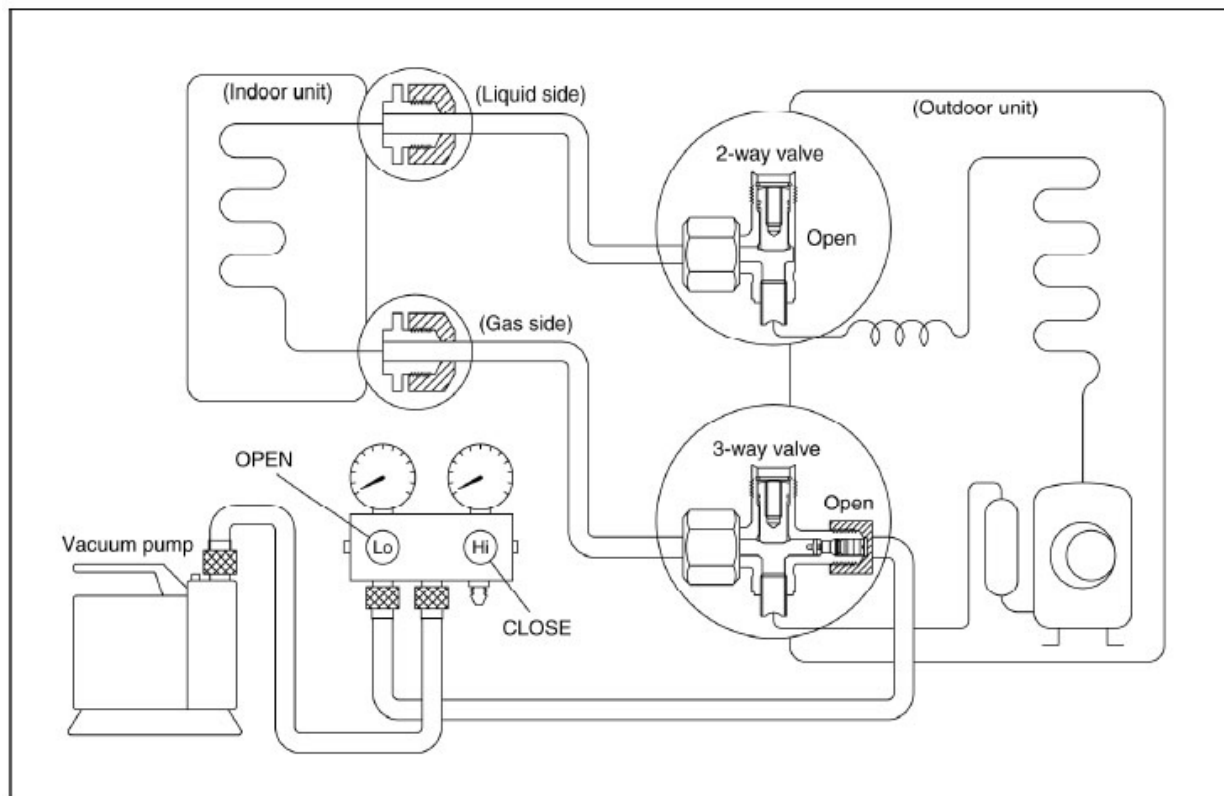 (Indoor unit)
(Liquid side)
(Outdoor unit)
2-way valve
Open
(Gas side)
3-way valve
OPEN
Open
Lo
Hi
Vacuum pump
CLOSE